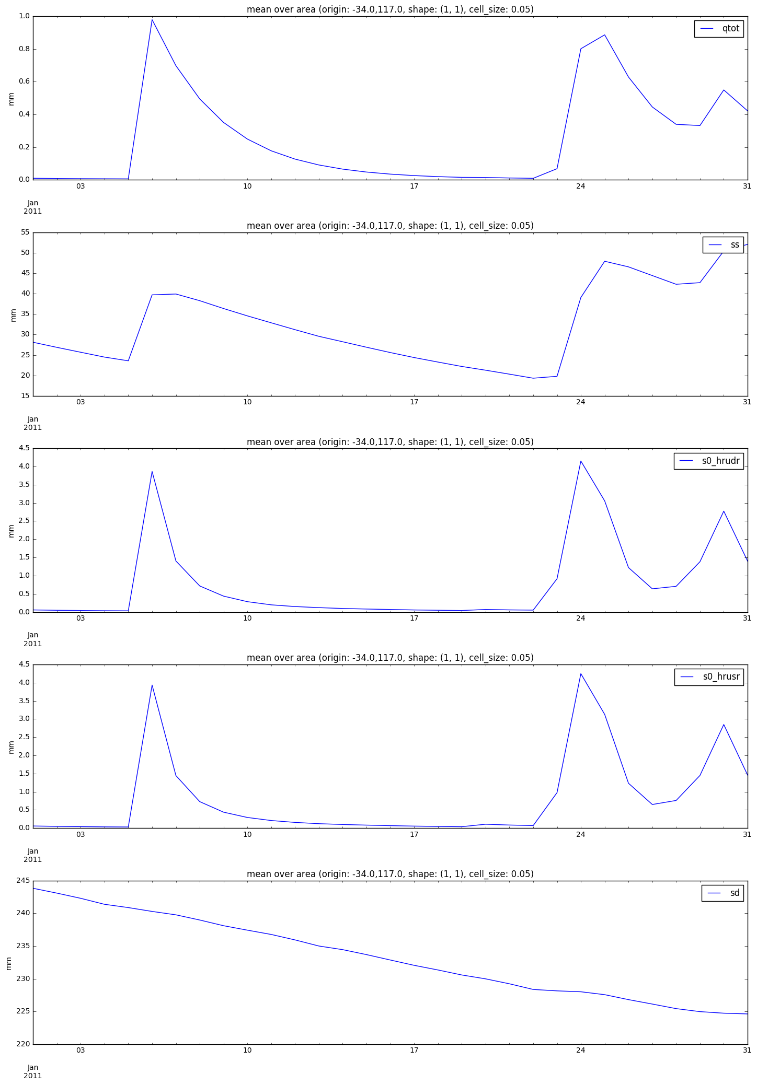 mean over area (origin: -34.0,117.0, shape: (1, 1), cell_size: 0.05)
1.0
0.8
0.6
0.4
0.2
0.0
mm
qtot
03 10 17 24 31
Jan
2011
mean over area (origin: -34.0,117.0, shape: (1, 1), cell_size: 0.05)
55
50
45
40
35
30
25
20
15
mm
ss
03 10 17 24 31
Jan
2011
mean over area (origin: -34.0,117.0, shape: (1, 1), cell_size: 0.05)
4.5
4.0
3.5
3.0
2.5
2.0
1.5
1.0
0.5
0.0
mm
s0_hrudr
03 10 17 24 31
Jan
2011
mean over area (origin: -34.0,117.0, shape: (1, 1), cell_size: 0.05)
4.5
4.0
3.5
3.0
2.5
2.0
1.5
1.0
0.5
0.0
mm
s0_hrusr
03 10 17 24 31
Jan
2011
mean over area (origin: -34.0,117.0, shape: (1, 1), cell_size: 0.05)
245
240
235
230
225
220
mm
sd
03 10 17 24 31
Jan
2011